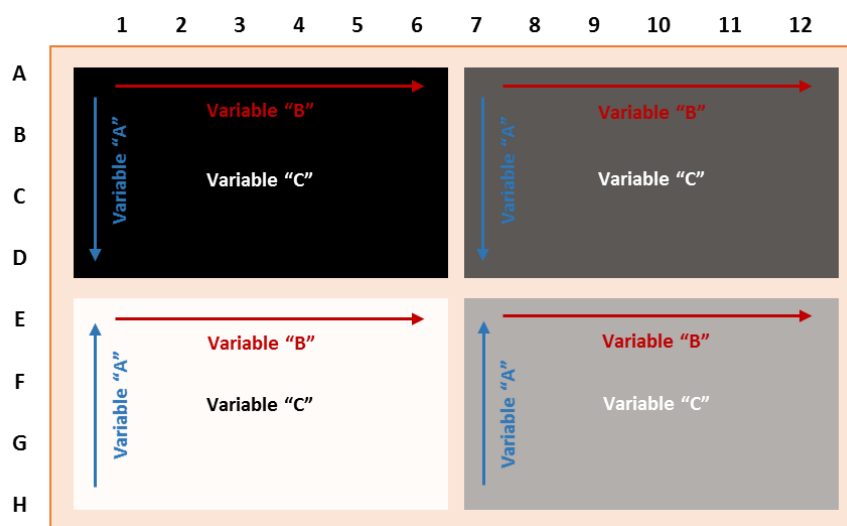 1 2 3 4 5 6 7 8 9 10 11 12
A
Variable “B” Variable “B”
B
Variable “A” Variable “A”
C
Variable “C” Variable “C”
D
E
Variable “B” Variable “B”
F
Variable “A” Variable “A”
Variable “C” Variable “C”
G
H